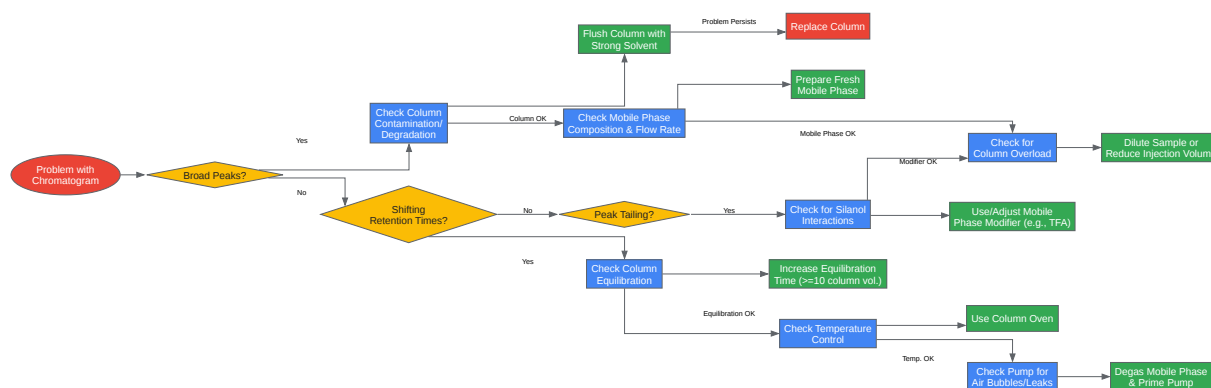 Problem Persists
Replace Column
Flush Column with
Strong Solvent
Prepare Fresh
Mobile Phase
Check Column
Contamination/
Degradation
Column OK
Check Mobile Phase
Composition & Flow Rate
Mobile Phase OK
Check for
Column Overload
Dilute Sample or
Reduce Injection Volum
Yes
Modifier OK
Problem with
Chromatogram
Broad Peaks?
No
Shifting
Retention Times?
No
Peak Tailing?
Yes
Check for Silanol
Interactions
Use/Adjust Mobile
Phase Modifier (e.g., TFA)
Yes
Check Column
Equilibration
Increase Equilibration
Time (>=10 column vol.)
Equilibration OK
Check Temperature
Control
Use Column Oven
Temp. OK
Check Pump for
Air Bubbles/Leaks
Degas Mobile Phase
& Prime Pump